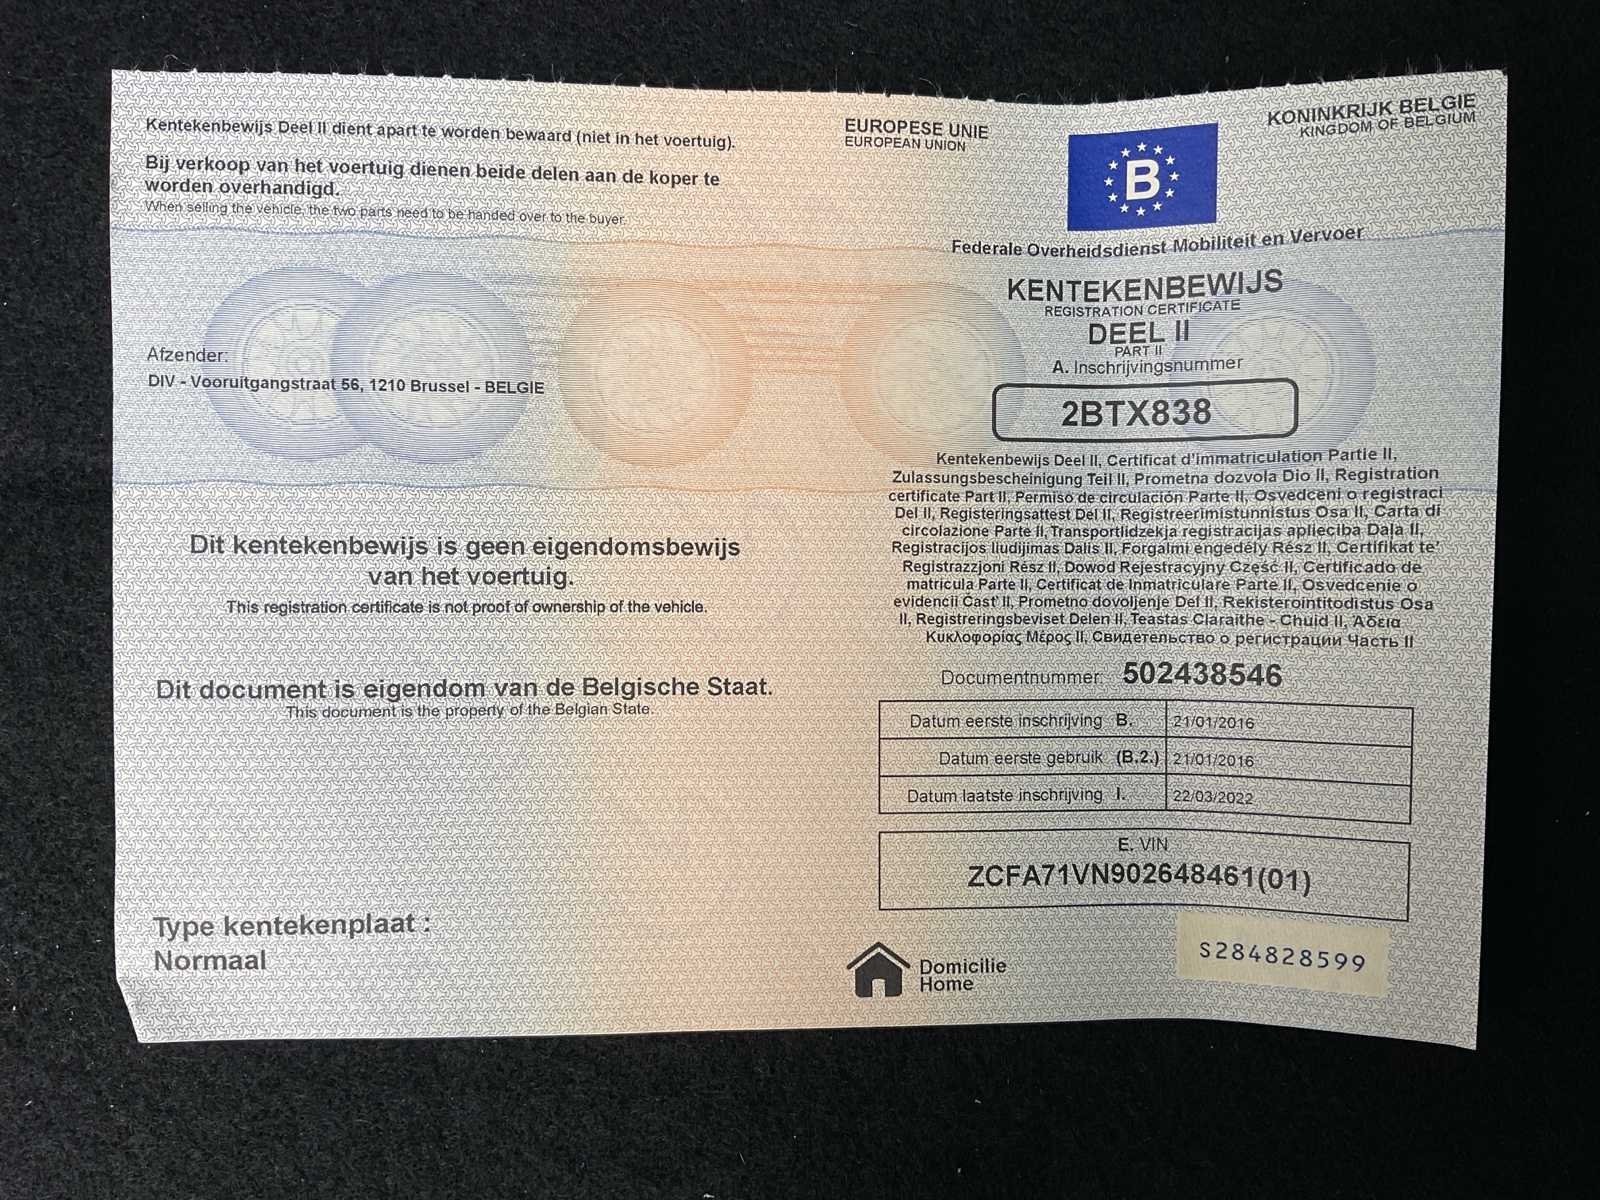 Kentekenbewijs Deel II dient apart te worden bewaard (niet in het voertuig).
Bij verkoop van het voertuig dienen beide delen aan de koper te
worden overhandigd.
When selling the vehicle, the two parts need to be handed over to the buyer.
Afzender:
DIV - Vooruitgangstraat 56, 1210 Brussel - BELGIE
Dit kentekenbewijs is geen eigendomsbewijs
van het voertuig.
This registration certificate is not proof of ownership of the vehicle.
Dit document is eigendom van de Belgische Staat.
This document is the property of the Belgian State.
Type kentekenplaat :
Normaal
EUROPESE UNIE
EUROPEAN UNION
B
KONINKRIJK BELGIE
KINGDOM OF BELGIUM
Federale Overheidsdienst Mobiliteit en Vervoer
KENTEKENBEWIJS
REGISTRATION CERTIFICATE
DEEL II
PART II
A. Inschrijvingsnummer
2BTX838
Kentekenbewijs Deel II, Certificat d'immatriculation Partie II,
Zulassungsbescheinigung Teil II, Prometna dozvola Dio II, Registration
certificate Part II, Permiso de circulación Parte II, Osvedceni o registraci
Del II, Registeringsattest Del II, Registreerimistunnistus Osa II, Carta di
circolazione Parte II, Transportlidzekja registracijas aplieciba Daļa II,
Registracijos liudijimas Dalis II, Forgalmi engedély Rész II, Certifikat te'
Registrazzjoni Rész II, Dowod Rejestracyjny Część II, Certificado de
matricula Parte II, Certificat de Inmatriculare Parte II, Osvedcenie o
evidencii Časť II, Prometno dovoljenje Del II, Rekisterointitodistus Osa
II, Registreringsbeviset Delen II, Teastas Claraithe - Chuid II, Άδεια
Κυκλοφορίας Μέρος II, Свидетельство о регистрации Часть II
Documentnummer: 502438546
Datum eerste inschrijving B. 21/01/2016
Datum eerste gebruik (B.2.) 21/01/2016
Datum laatste inschrijving I. 22/03/2022
E. VIN
ZCFA71VN902648461(01)
Domicilie
Home
S284828599